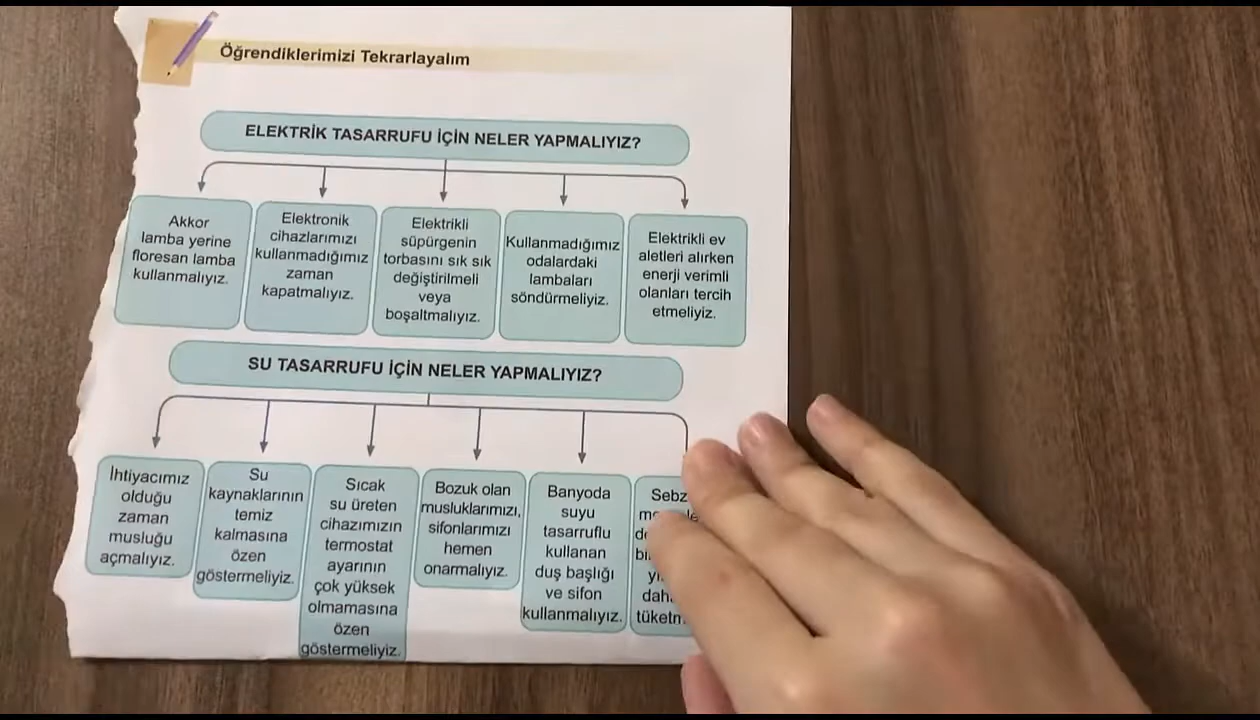 Öğrendiklerimizi Tekrarlayalım
ELEKTRİK TASARRUFU İÇİN NELER YAPMALIYIZ?
Akkor
lamba yerine
floresan lamba
kullanmalıyız.
Elektronik
cihazlarımızı
kullanmadığımız
zaman
kapatmalıyız.
Elektrikli
süpürgenin
torbasını sık sık
değiştirilmeli
veya
boşaltmalıyız.
Kullanmadığımız
odalardaki
lambaları
söndürmeliyiz.
Elektrikli ev
aletleri alırken
enerji verimli
olanları tercih
etmeliyiz.
SU TASARRUFU İÇİN NELER YAPMALIYIZ?
İhtiyacımız
olduğu
zaman
musluğu
açmalıyız.
Su
kaynaklarının
temiz
kalmasına
özen
göstermeliyiz.
Sıcak
su üreten
cihazımızın
termostat
ayarının
çok yüksek
olmamasına
özen
göstermeliyiz.
Bozuk olan
musluklarımızı,
sifonlarımızı
hemen
onarmalıyız.
Banyoda
suyu
tasarruflu
kullanan
duş başlığı
ve sifon
kullanmalıyız.